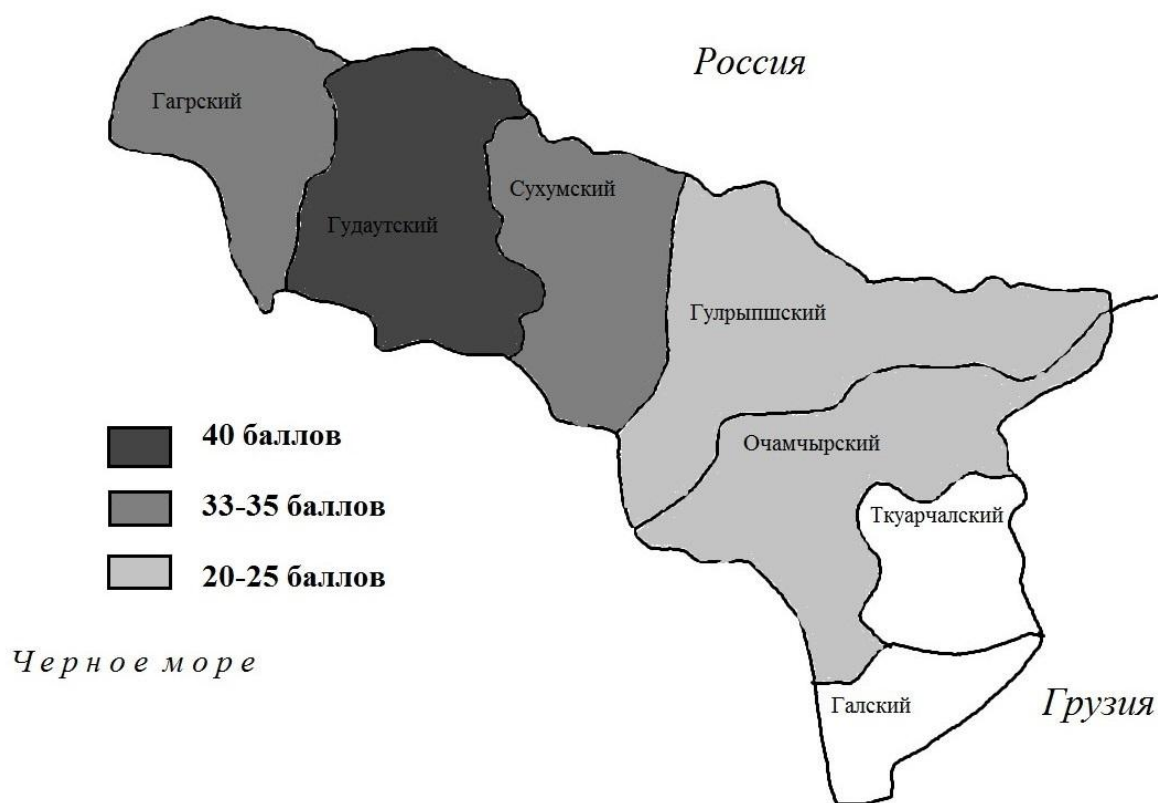 Россия
Гагрский
Сухумский
Гудаутский
Гулрыпшский
40 баллов
Очамчырский
33-35 баллов
Ткуарчалский
20-25 баллов
Черное море
Галский
Грузия